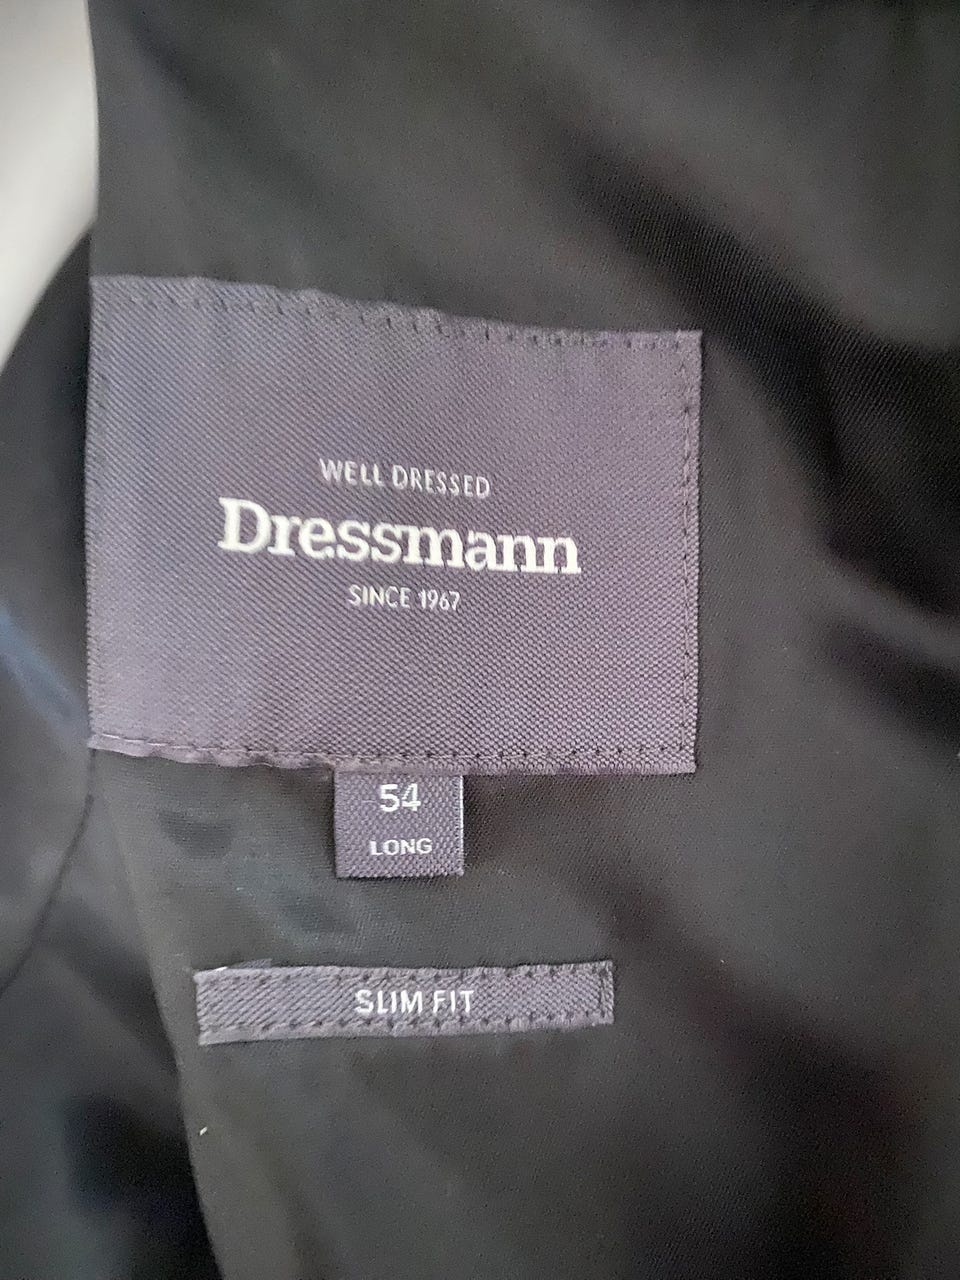 WELL DRESSED
Dressmann
SINCE 1967
54
LONG
SLIM FIT